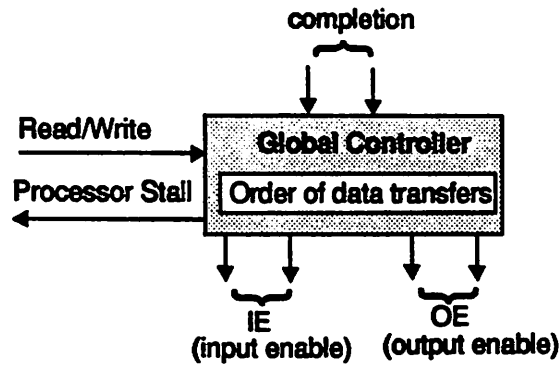 completion
Read/Write
Global Controller
Processor Stall
Order of data transfers
IE
(input enable)
OE
(output enable)